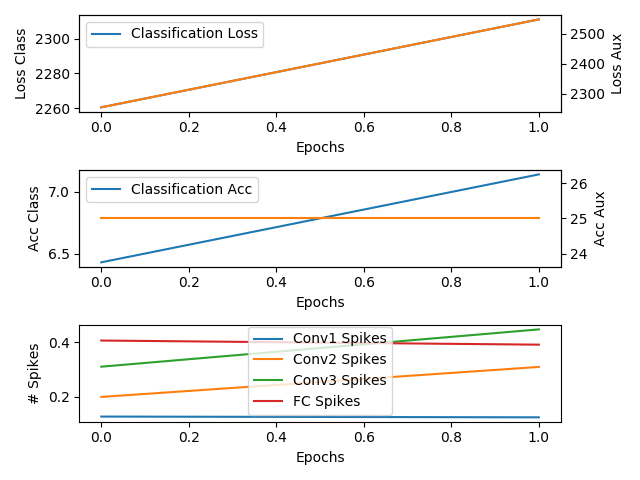 Loss Class
2300
2280
2260
Classification Loss
2500
2400
2300
Loss Aux
0.0 0.2 0.4 0.6 0.8 1.0
Epochs
Acc Class
7.0
6.5
Classification Acc
26
25
24
Acc Aux
0.0 0.2 0.4 0.6 0.8 1.0
Epochs
# Spikes
0.4
0.2
Conv1 Spikes
Conv2 Spikes
Conv3 Spikes
FC Spikes
0.0 0.2 0.4 0.6 0.8 1.0
Epochs